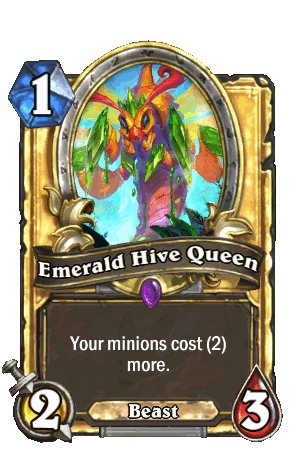 1
Emerald Hive Queen
Your minions cost (2)
more.
2
Beast
3